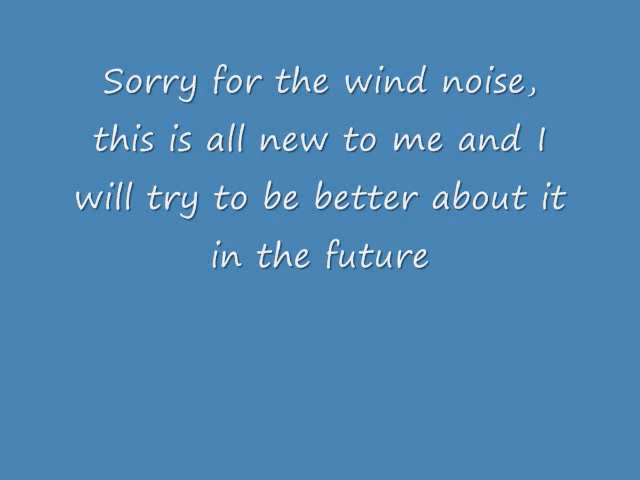 Sorry for the wind noise,
this is all new to me and I
will try to be better about it
in the future